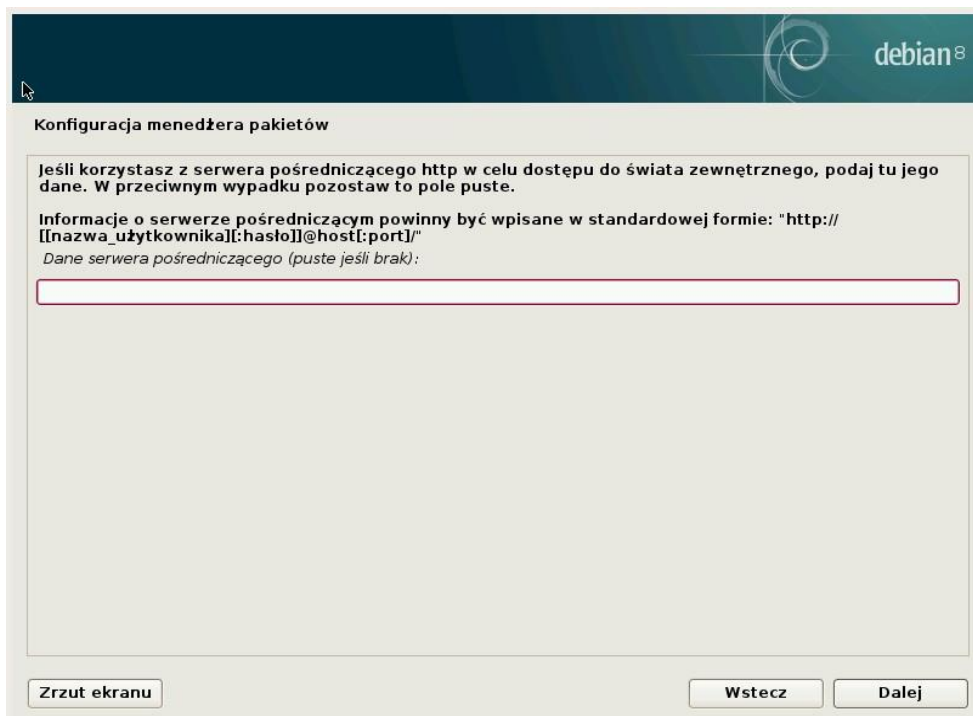 debian 8
Konfiguracja menedżera pakietów
Jeśli korzystasz z serwera pośredniczącego http w celu dostępu do świata zewnętrznego, podaj tu jego
dane. W przeciwnym wypadku pozostaw to pole puste.
Informacje o serwerze pośredniczącym powinny być wpisane w standardowej formie: "http://
[[nazwa_użytkownika][:hasło]]@host[:port]/"
Dane serwera pośredniczącego (puste jeśli brak):
Zrzut ekranu
Wstecz
Dalej